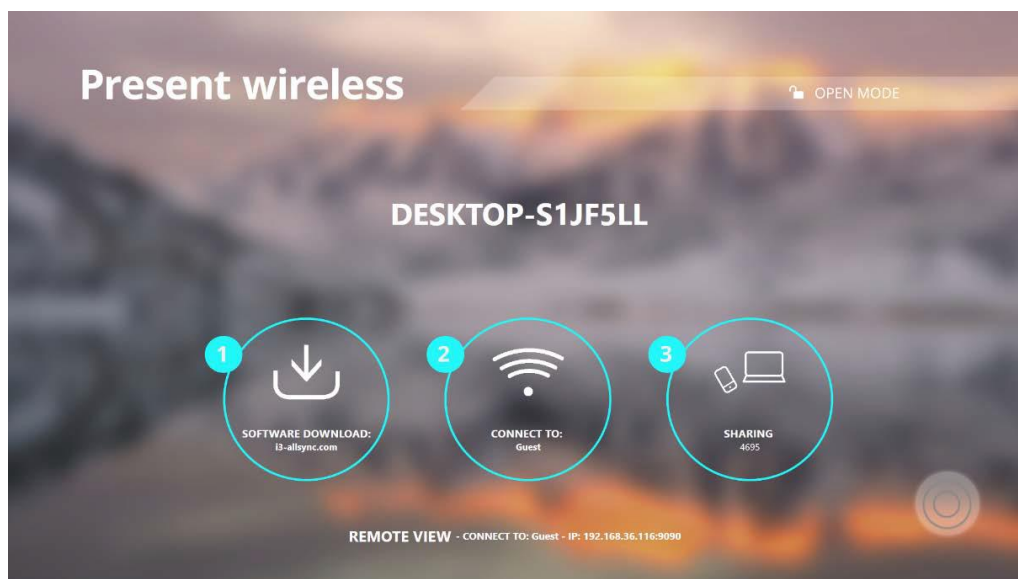 Present wireless
OPEN MODE
DESKTOP-S1JF5LL
1
2
3
SOFTWARE DOWNLOAD:
i3-allsync.com
CONNECT TO:
Guest
SHARING
4695
REMOTE VIEW - CONNECT TO: Guest - IP: 192.168.36.116:9090